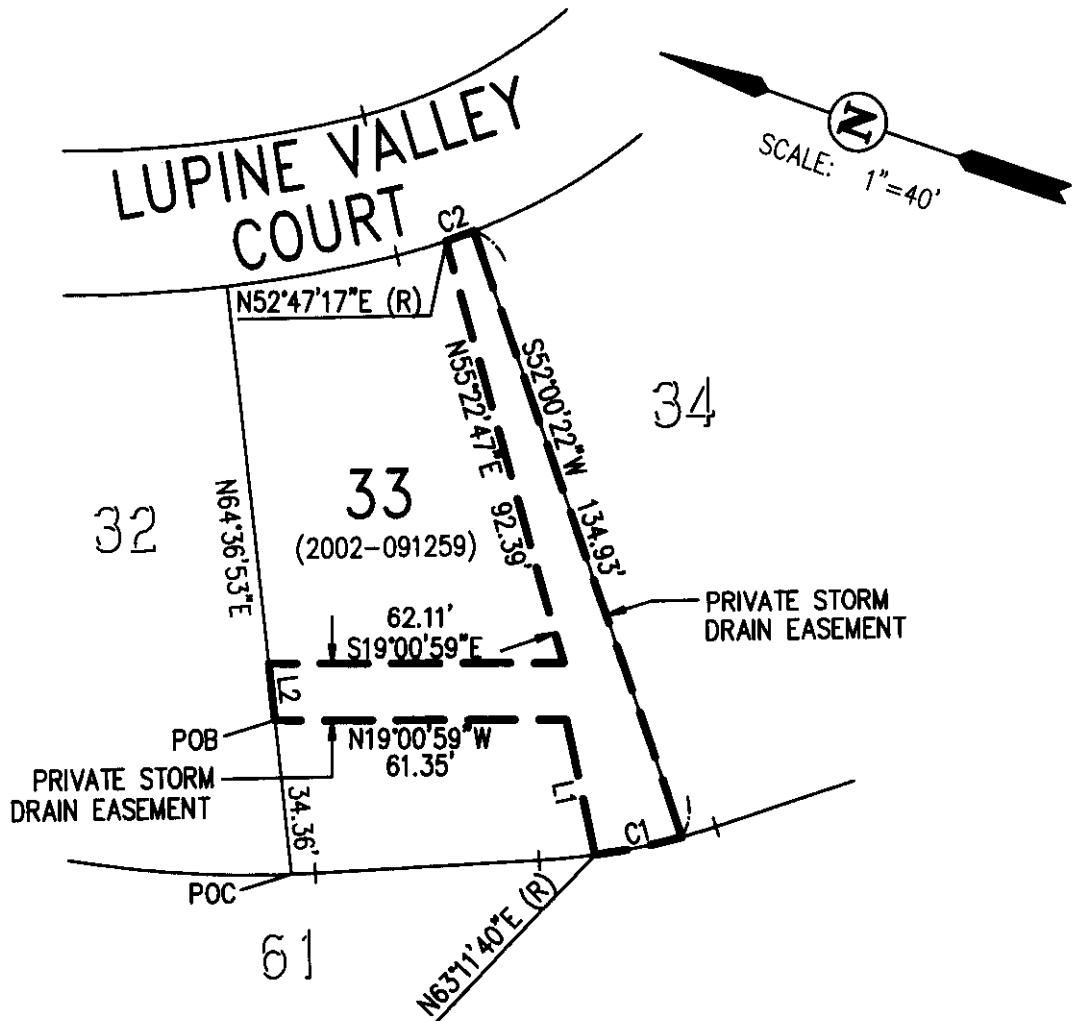 LUPINE VALLEY
COURT
N
SCALE: 1"=40'
C2
N52°47'17"E (R)
N55°22'47"E 92.39'
S52°00'22"W 134.93'
34
33
(2002-091259)
32
N64°36'53"E
62.11'
S19°00'59"E
PRIVATE STORM
DRAIN EASEMENT
L2
POB
N19°00'59"W
61.35'
PRIVATE STORM
DRAIN EASEMENT
L1
34.36'
C1
POC
61
N63°11'40"E (R)